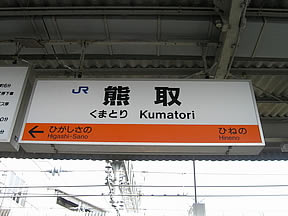 JR 熊取
くまとり Kumatori
← ひがしさの ひねの
Higashi-Sano Hineno